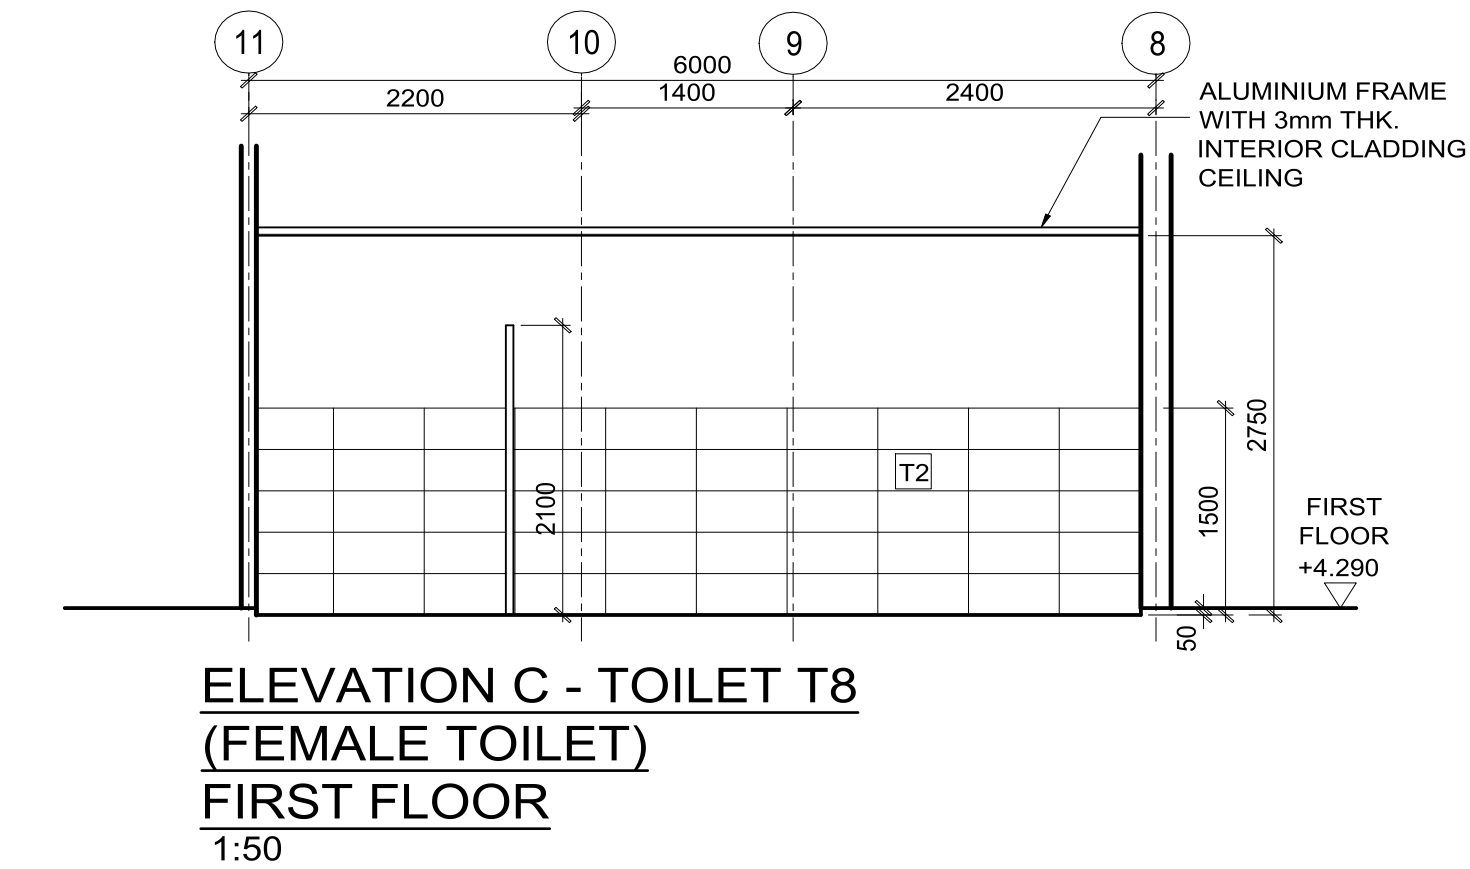 11
10
9
8
6000
2200
1400
2400
ALUMINIUM FRAME
WITH 3mm THK.
INTERIOR CLADDING
CEILING
2750
T2
2100
1500
FIRST
FLOOR
+4.290
50
ELEVATION C - TOILET T8
(FEMALE TOILET)
FIRST FLOOR
1:50